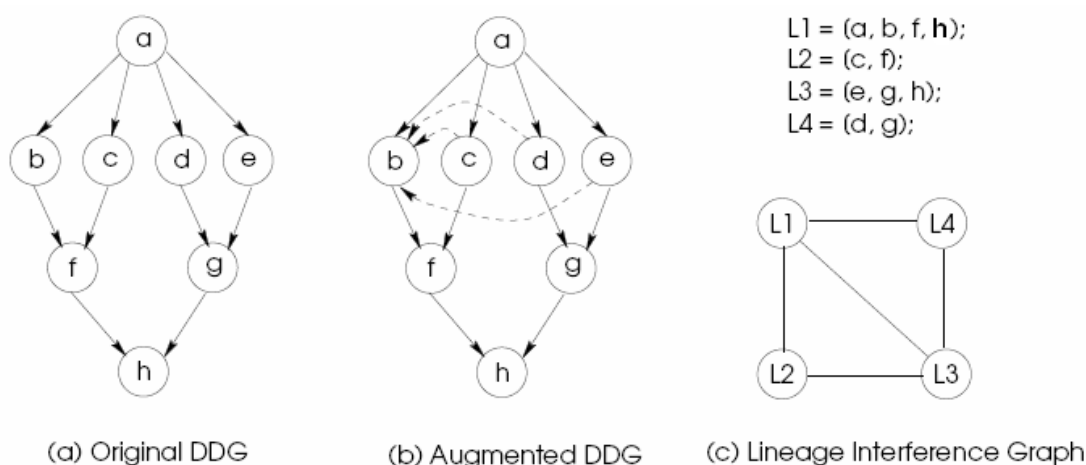 a
b
c
d
e
f
g
h
(a) Original DDG
a
b
c
d
e
f
g
h
(b) Augmented DDG
L1 = (a, b, f, h);
L2 = (c, f);
L3 = (e, g, h);
L4 = (d, g);
L1
L4
L2
L3
(c) Lineage Interference Graph